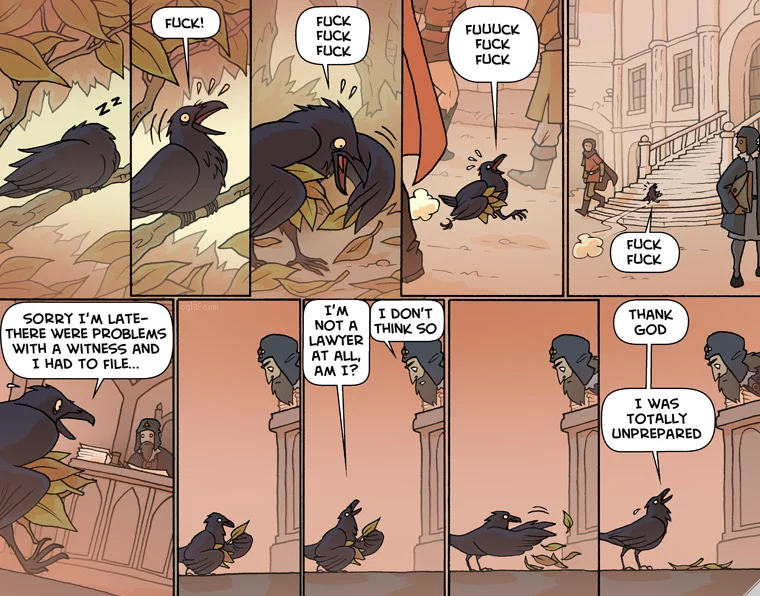 ZZ
FUCK!
FUCK
FUCK
FUCK
FUUUCK
FUCK
FUCK
FUCK
FUCK
SORRY I'M LATE-
THERE WERE PROBLEMS
WITH A WITNESS AND
I HAD TO FILE...
I'M
NOT A
LAWYER
AT ALL,
AM I?
I DON'T
THINK SO
THANK
GOD
I WAS
TOTALLY
UNPREPARED